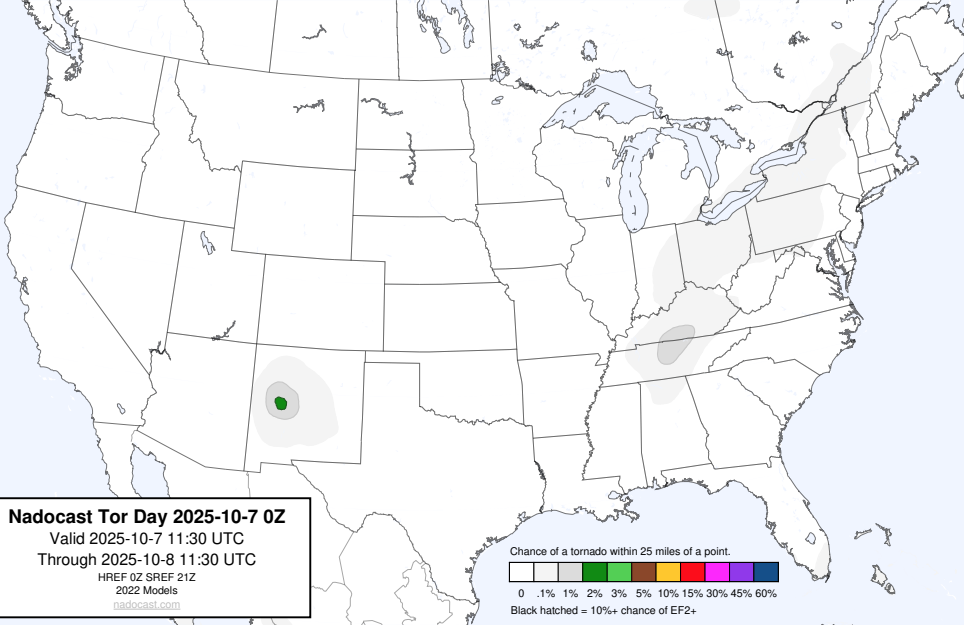 Nadocast Tor Day 2025-10-7 0Z
Valid 2025-10-7 11:30 UTC
Through 2025-10-8 11:30 UTC
HREF 0Z SREF 21Z
2022 Models
nadocast.com
Chance of a tornado within 25 miles of a point.
0 .1% 1% 2% 3% 5% 10% 15% 30% 45% 60%
Black hatched = 10%+ chance of EF2+